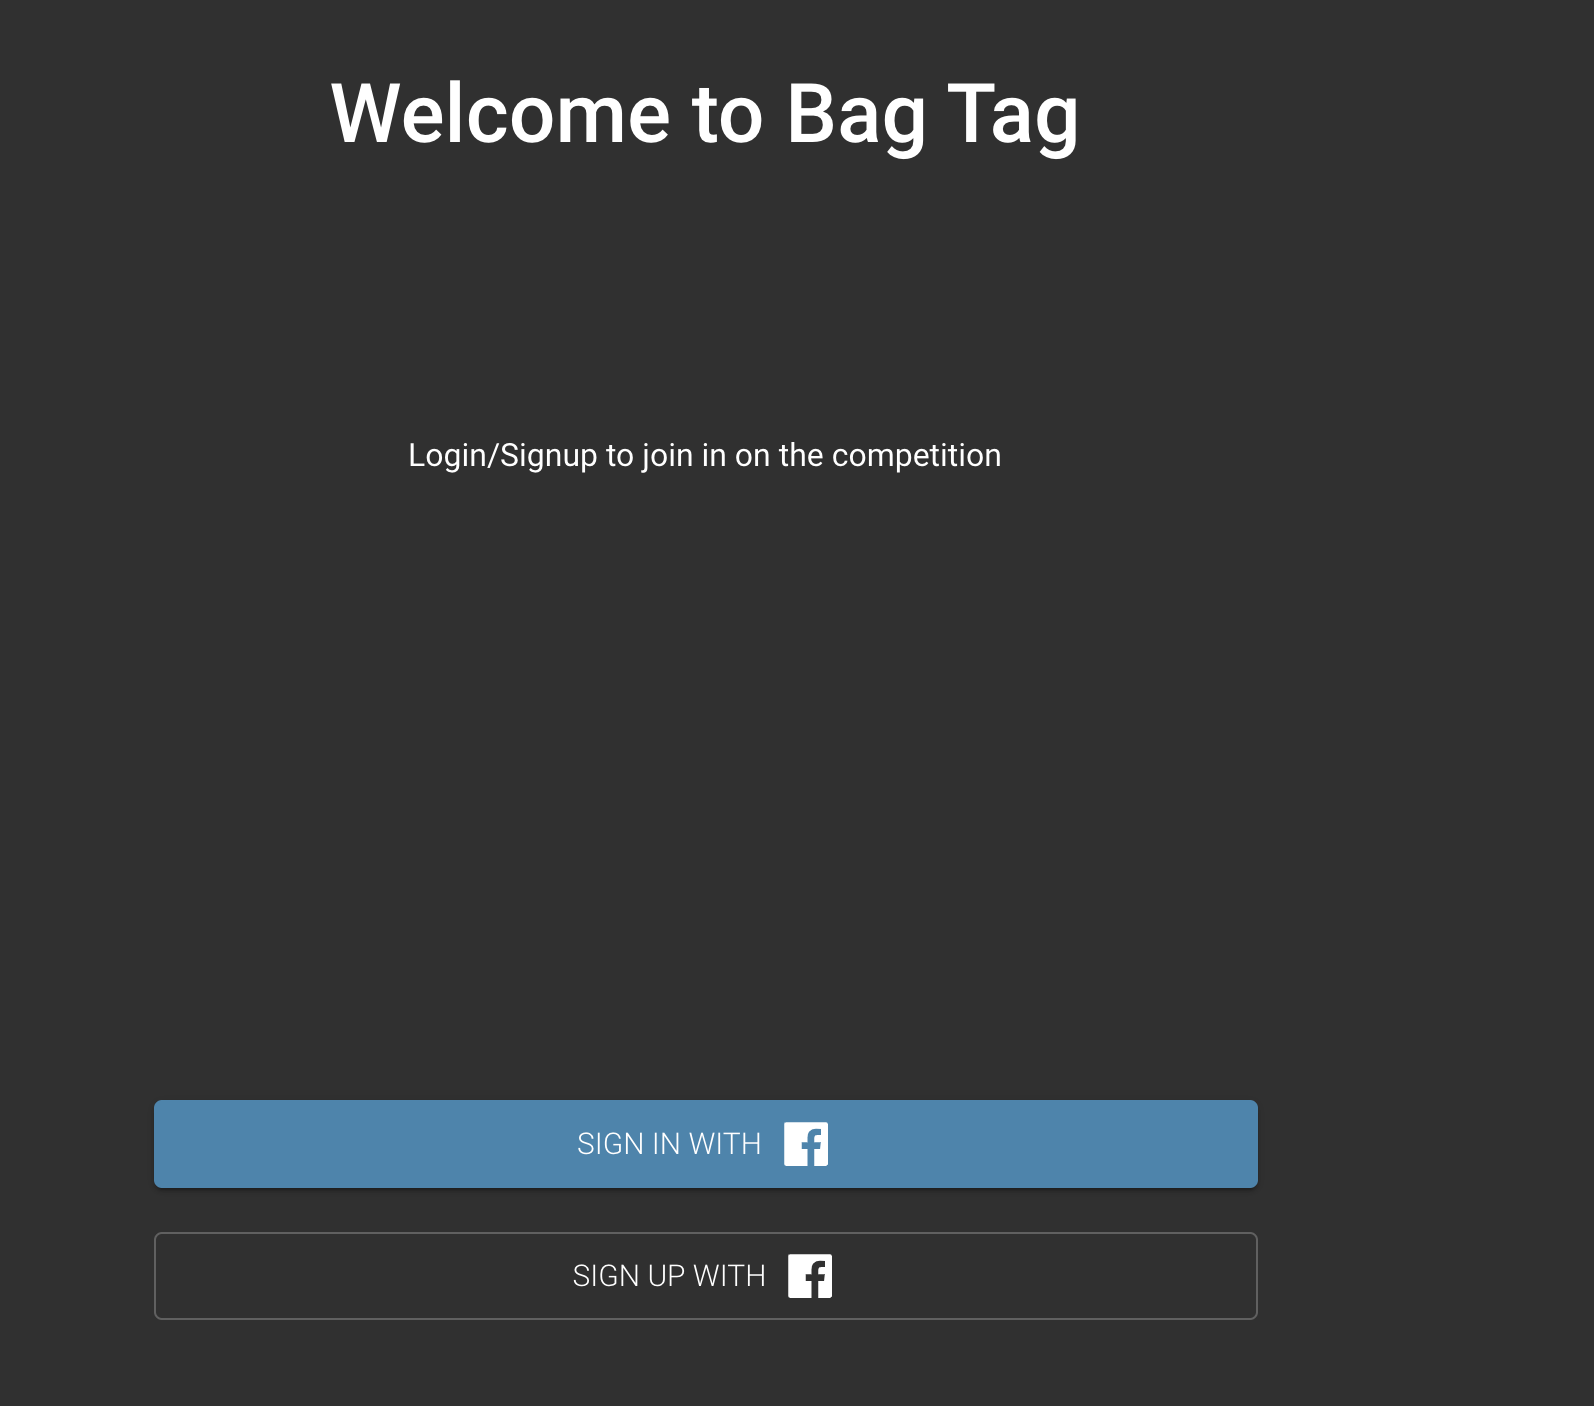 Welcome to Bag Tag
Login/Signup to join in on the competition
SIGN IN WITH
SIGN UP WITH